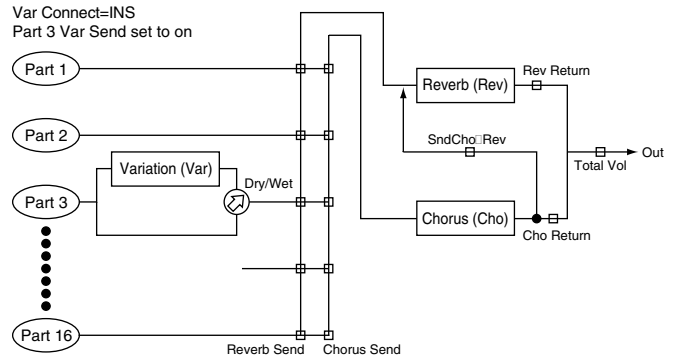 Var Connect=INS
Part 3 Var Send set to on
Part 1
Reverb (Rev)
Rev Return
Part 2
SndCho□Rev
Out
Total Vol
Variation (Var)
Dry/Wet
Part 3
Chorus (Cho)
Cho Return
Part 16
Reverb Send
Chorus Send